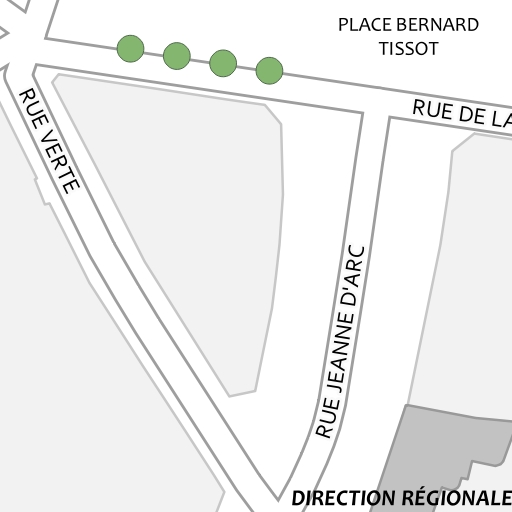 PLACE BERNARD
TISSOT
RUE DE LA
RUE VERTE
RUE JEANNE D'ARC
DIRECTION RÉGIONALE